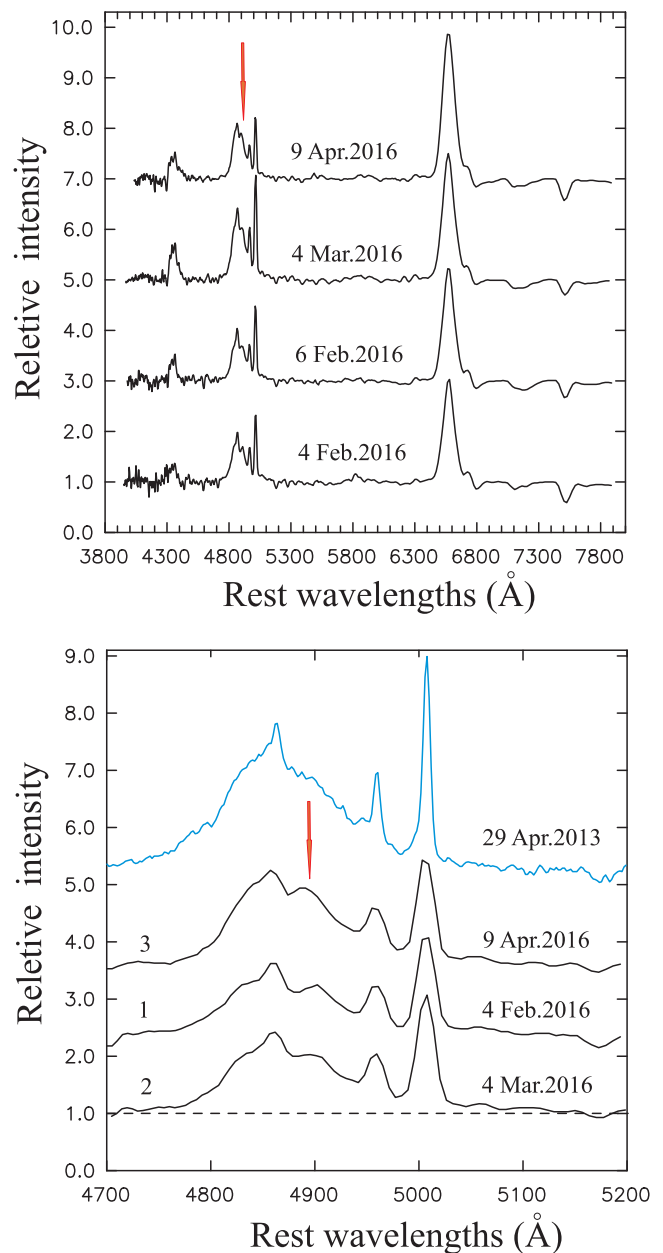 10.0
9.0
8.0
7.0
6.0
5.0
4.0
3.0
2.0
1.0
0.0
Reletive intensity
9 Apr.2016
4 Mar.2016
6 Feb.2016
4 Feb.2016
3800 4300 4800 5300 5800 6300 6800 7300 7800
Rest wavelengths (Å)
9.0
8.0
7.0
6.0
5.0
4.0
3.0
2.0
1.0
0.0
Reletive intensity
29 Apr.2013
3 9 Apr.2016
1 4 Feb.2016
2 4 Mar.2016
4700 4800 4900 5000 5100 5200
Rest wavelengths (Å)